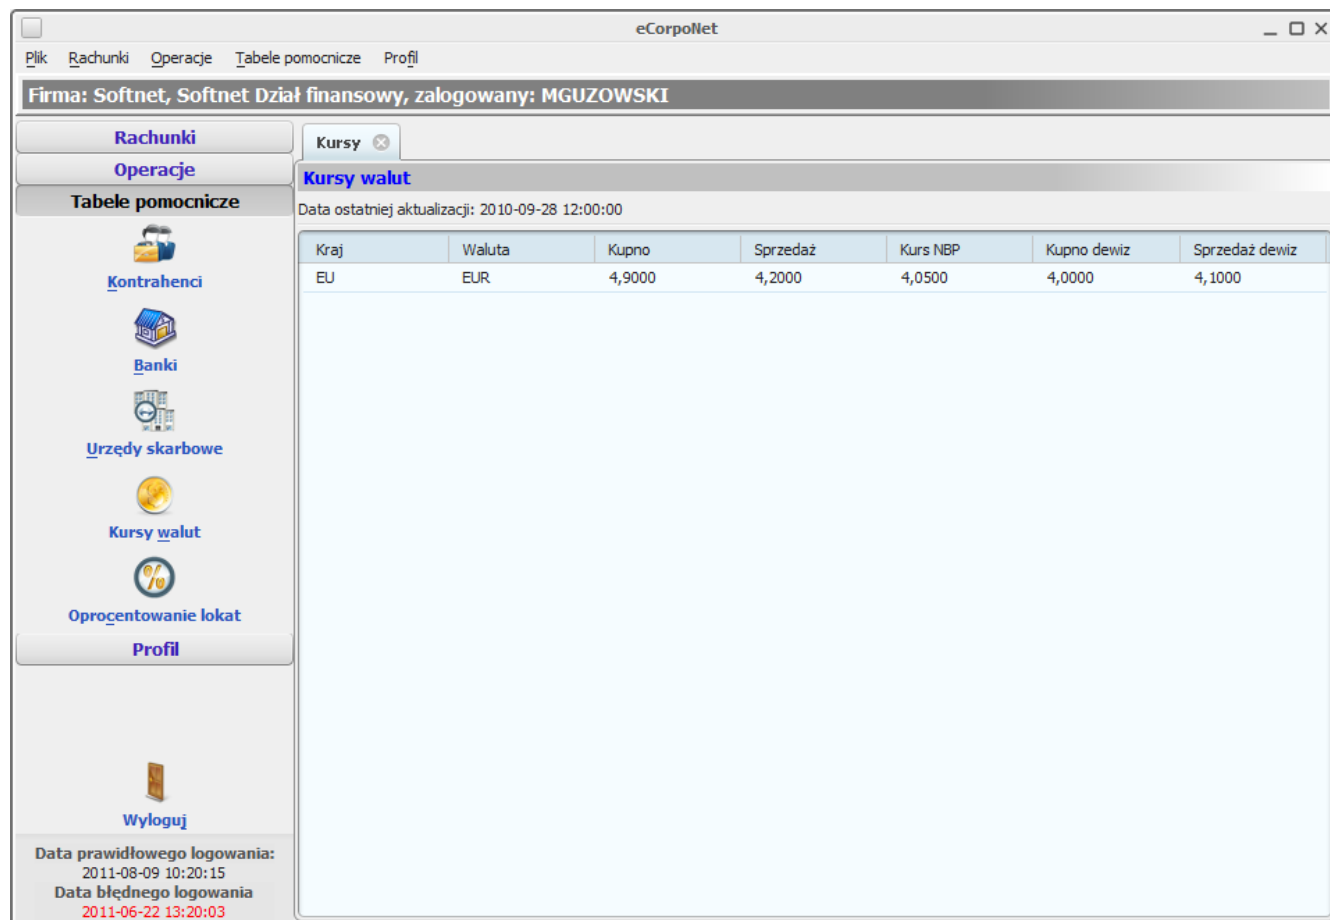 eCorpoNet
Plik Rachunki Operacje Tabele pomocnicze Profil
Firma: Softnet, Softnet Dział finansowy, zalogowany: MGUZOWSKI
Rachunki
Operacje
Tabele pomocnicze
Kontrahenci
Banki
Urzędy skarbowe
Kursy walut
Oprocentowanie lokat
Profil
Wyloguj
Data prawidłowego logowania:
2011-08-09 10:20:15
Data błędnego logowania
2011-06-22 13:20:03
Kursy
Kursy walut
Data ostatniej aktualizacji: 2010-09-28 12:00:00
Kraj Waluta Kupno Sprzedaż Kurs NBP Kupno dewiz Sprzedaż dewiz
EU EUR 4,9000 4,2000 4,0500 4,0000 4,1000